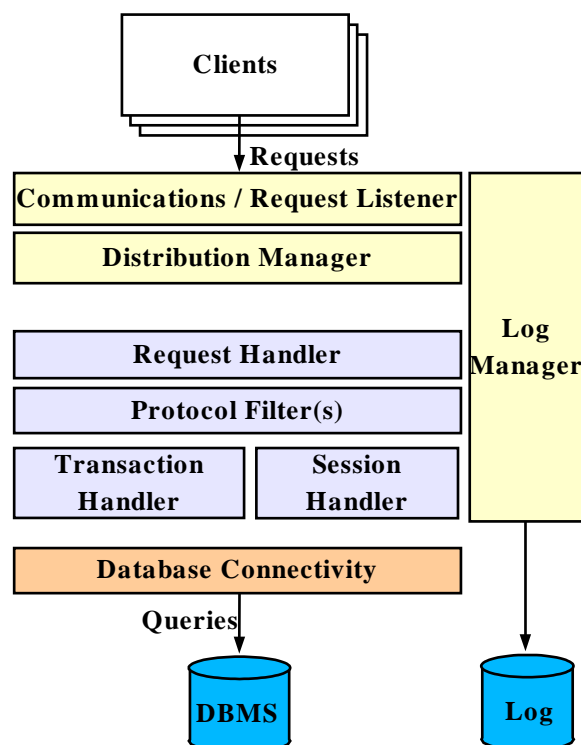 Clients
Requests
Communications / Request Listener
Distribution Manager
Log
Manager
Request Handler
Protocol Filter(s)
Transaction
Handler
Session
Handler
Database Connectivity
Queries
DBMS
Log